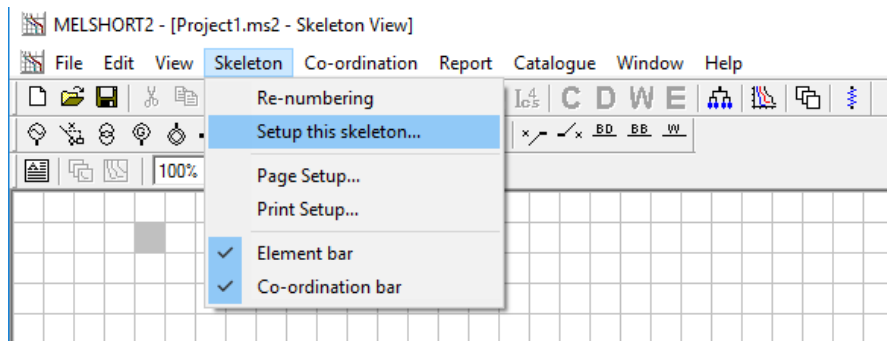 MELSHORT2 - [Project1.ms2 - Skeleton View]
File Edit View Skeleton Co-ordination Report Catalogue Window Help
Re-numbering
C D W E
Setup this skeleton...
BD BB W
100%
Page Setup...
Print Setup...
Element bar
Co-ordination bar